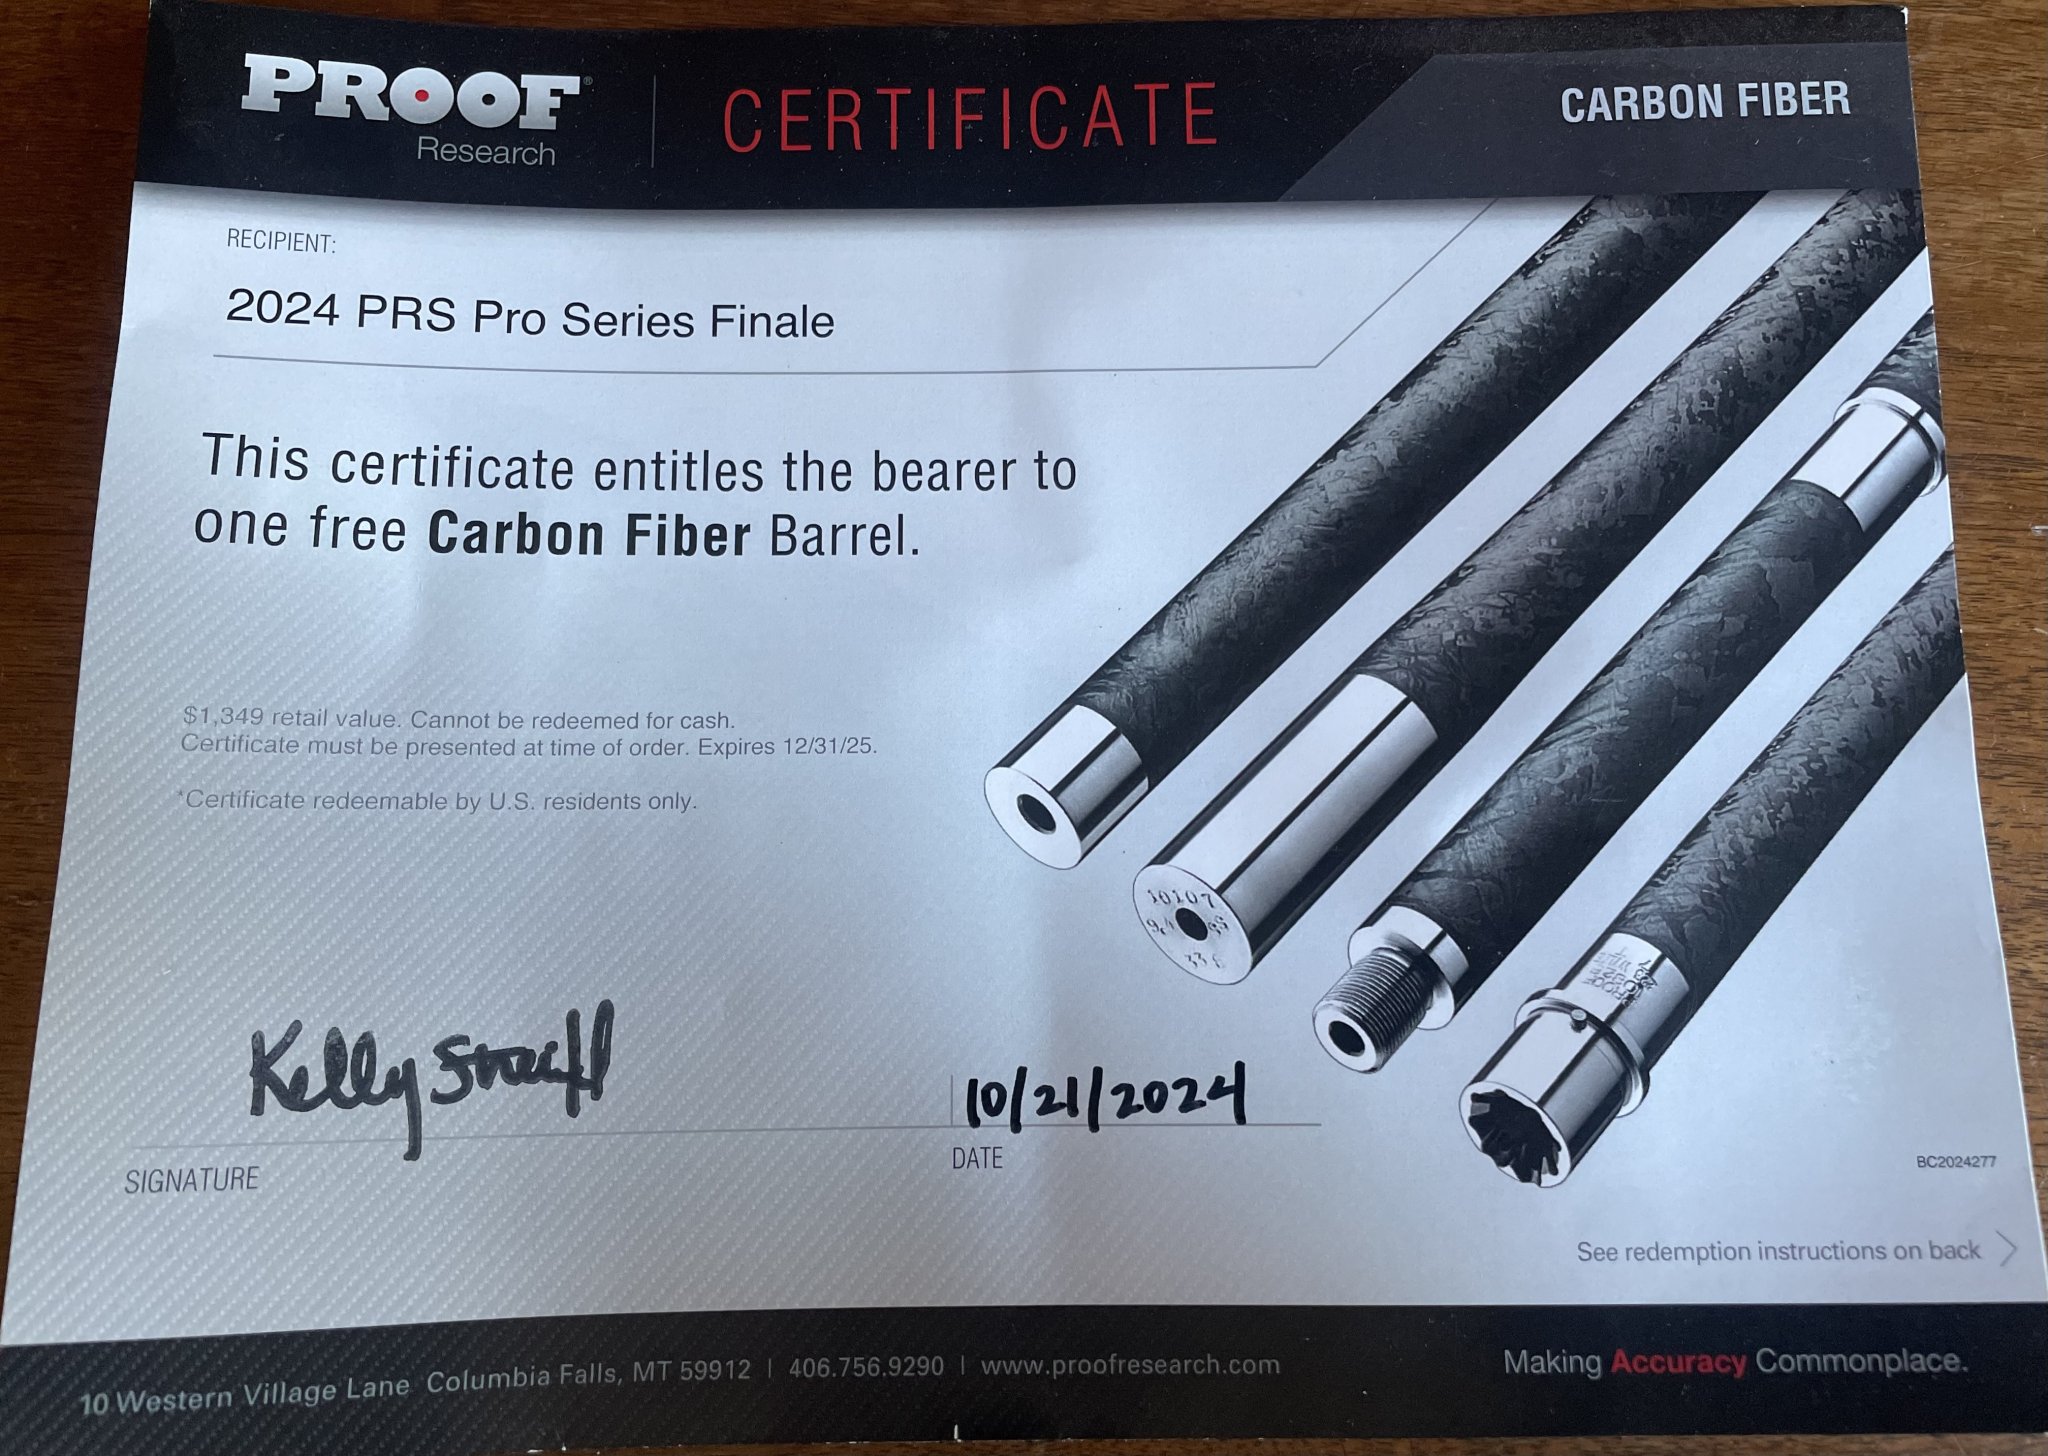 PROOF®
Research
CERTIFICATE
CARBON FIBER
RECIPIENT:
2024 PRS Pro Series Finale
This certificate entitles the bearer to
one free Carbon Fiber Barrel.
$1,349 retail value. Cannot be redeemed for cash.
Certificate must be presented at time of order. Expires 12/31/25.
*Certificate redeemable by U.S. residents only.
10107
Kelly
10/21/2024
SIGNATURE
DATE
BC2024277
See redemption instructions on back
10 Western Village Lane Columbia Falls, MT 59912 | 406.756.9290 | www.proofresearch.com
Making Accuracy Commonplace.